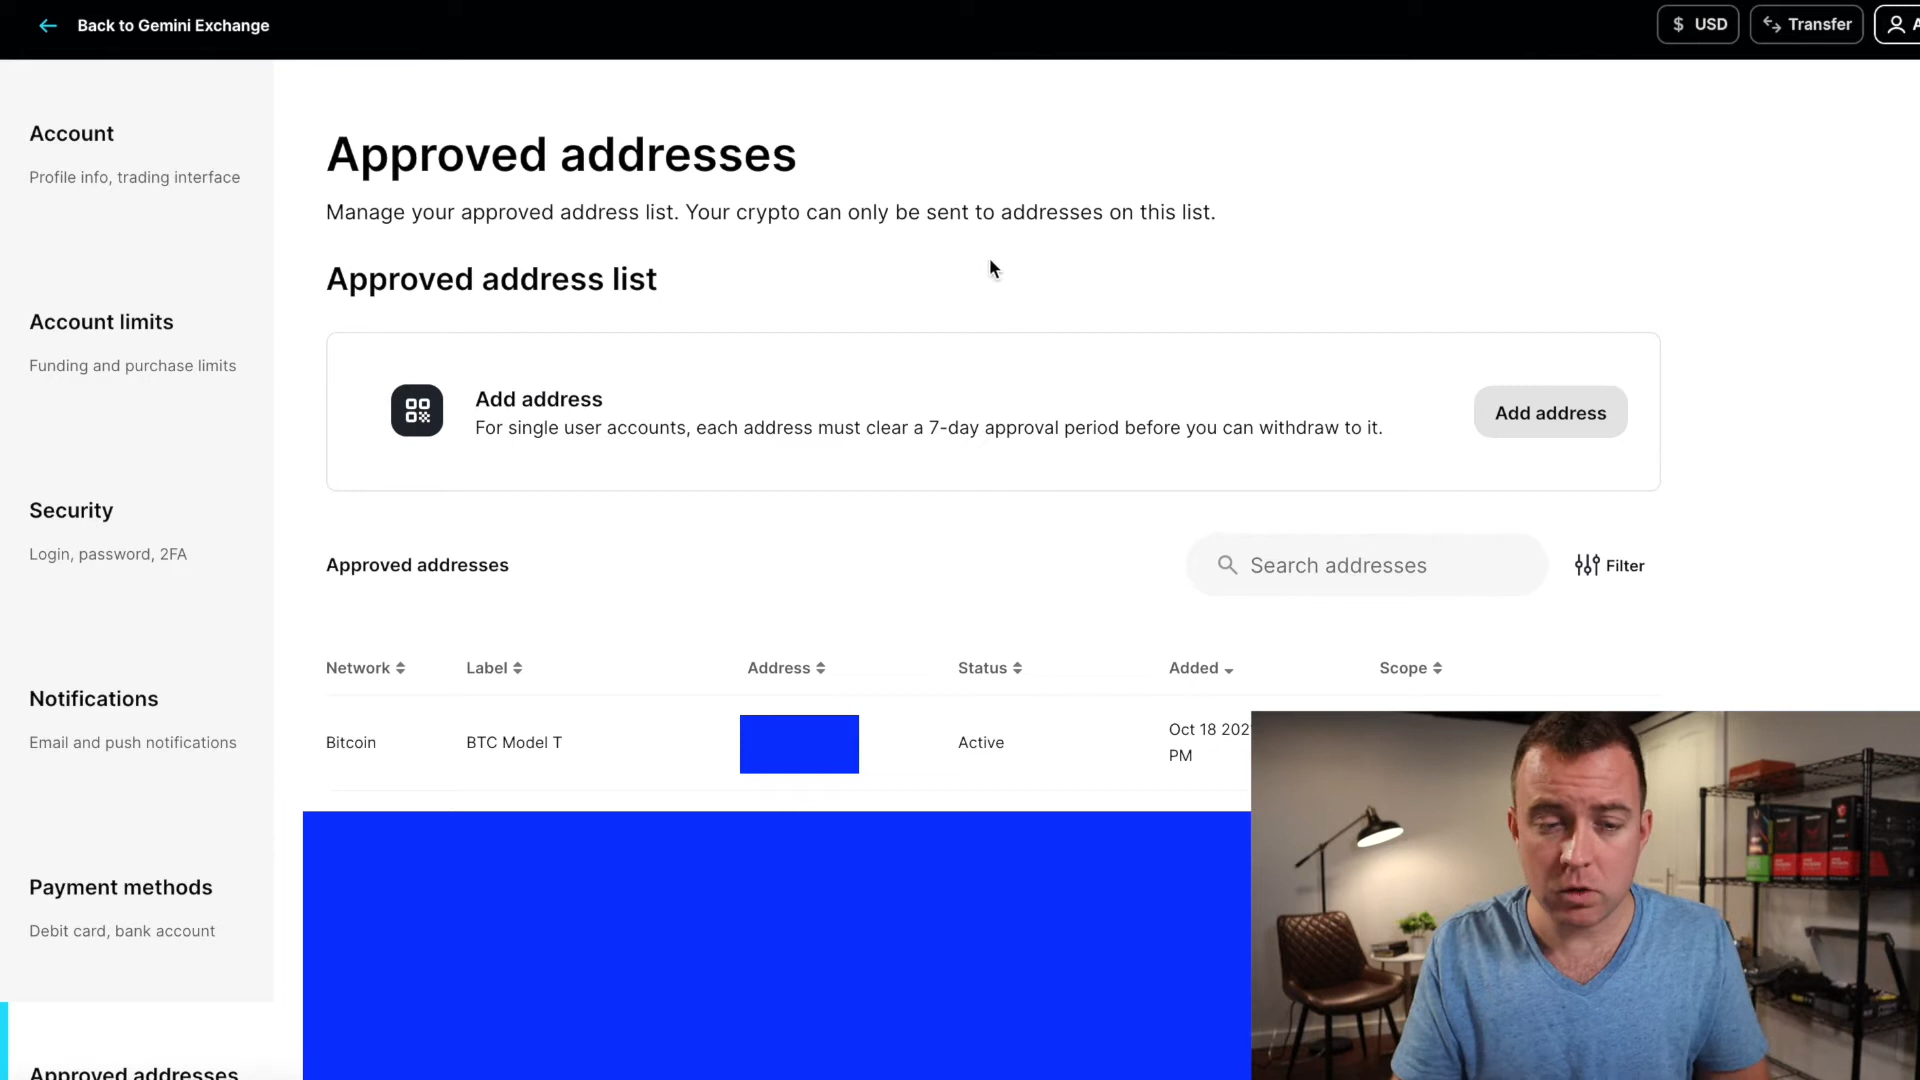 Back to Gemini Exchange
$ USD
Transfer
Account
Profile info, trading interface
Account limits
Funding and purchase limits
Security
Login, password, 2FA
Notifications
Email and push notifications
Payment methods
Debit card, bank account
Approved addresses
Approved addresses
Manage your approved address list. Your crypto can only be sent to addresses on this list.
Approved address list
Add address
For single user accounts, each address must clear a 7-day approval period before you can withdraw to it.
Add address
Approved addresses
Search addresses
Filter
Network Label Address Status Added Scope
Bitcoin BTC Model T Active Oct 18 202
PM